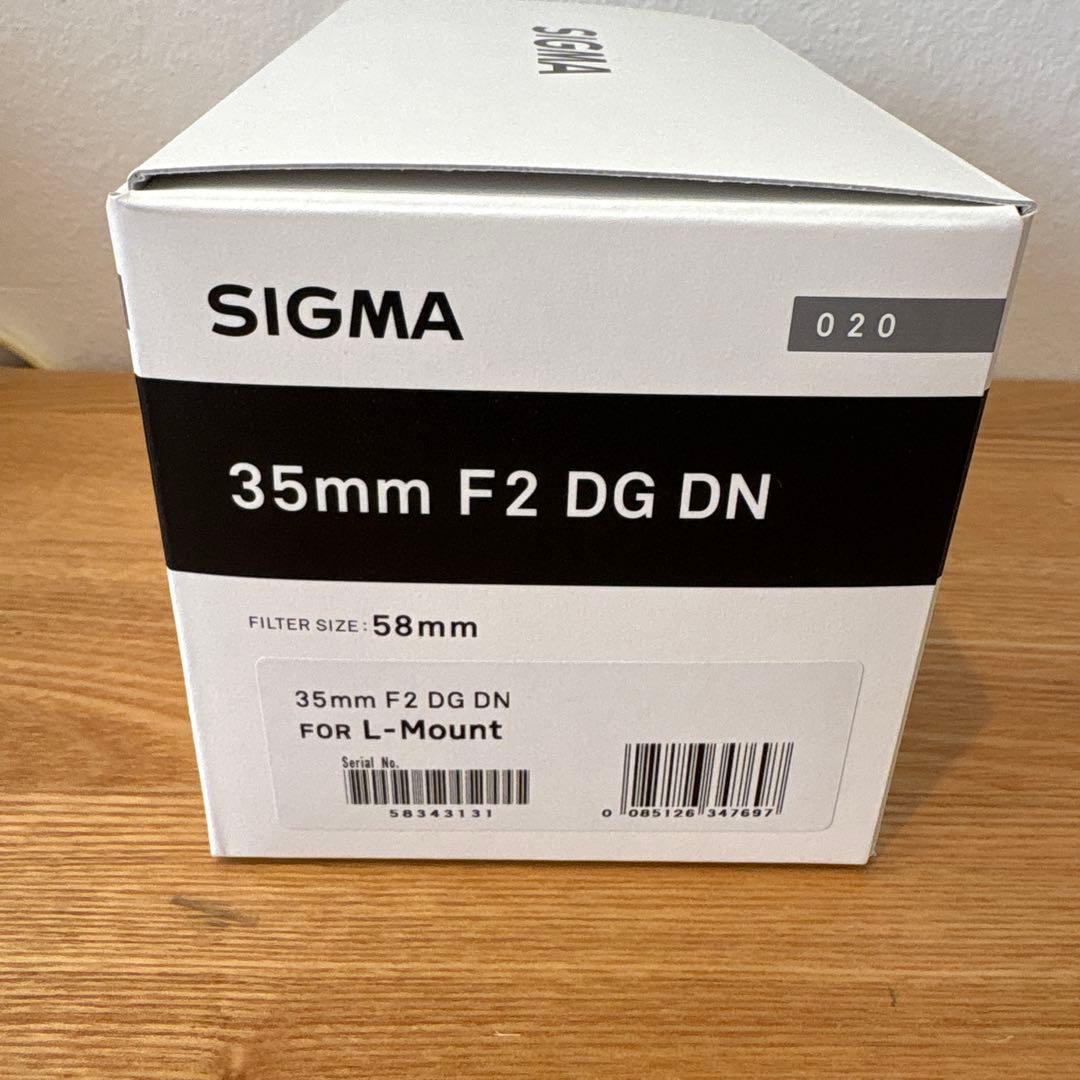 SIGMA
SIGMA
020
35mm F2 DG DN
FILTER SIZE: 58mm
35mm F2 DG DN
FOR L-Mount
Serial No.
58343131
0 085126 347697